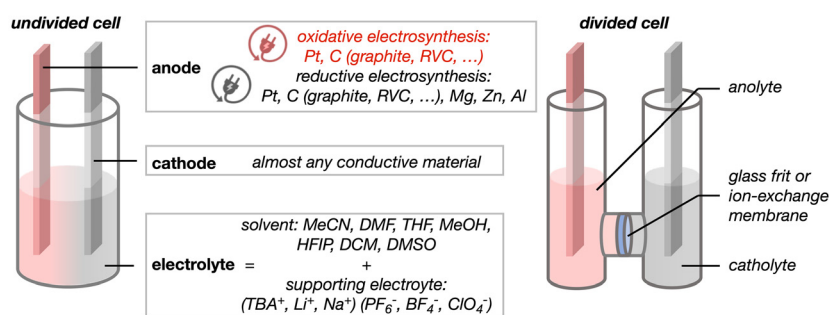 undivided cell
anode
oxidative electrosynthesis:
Pt, C (graphite, RVC, …)
reductive electrosynthesis:
Pt, C (graphite, RVC, …), Mg, Zn, Al
cathode
almost any conductive material
electrolyte =
solvent: MeCN, DMF, THF, MeOH,
HFIP, DCM, DMSO
+
supporting electroyte:
(TBA⁺, Li⁺, Na⁺) (PF₆⁻, BF₄⁻, ClO₄⁻)
divided cell
anolyte
glass frit or
ion-exchange
membrane
catholyte